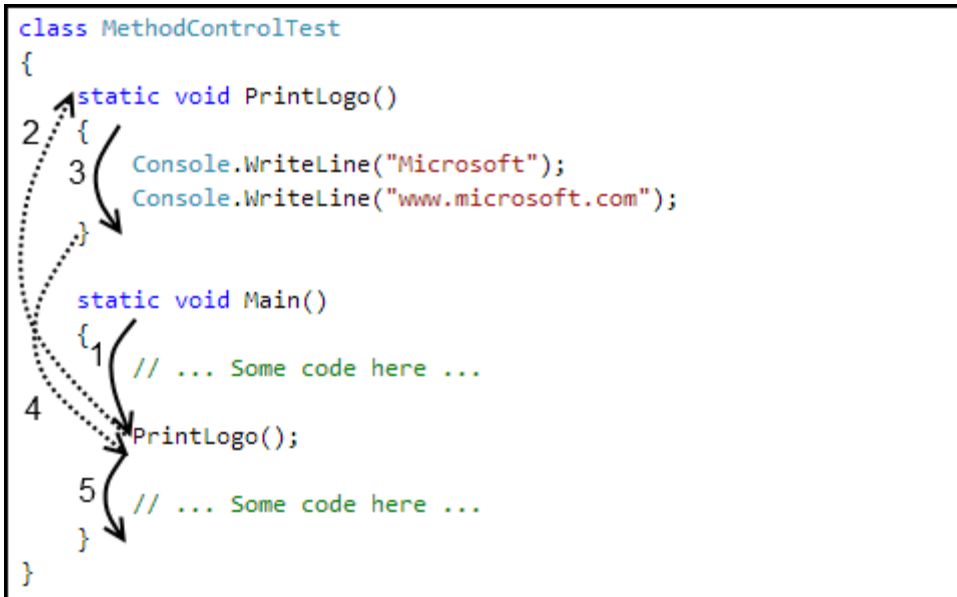 class MethodControlTest
{
static void PrintLogo()
2 {
3 Console.WriteLine("Microsoft");
Console.WriteLine("www.microsoft.com");
}
static void Main()
{
1 // ... Some code here ...
4
PrintLogo();
5 // ... Some code here ...
}
}